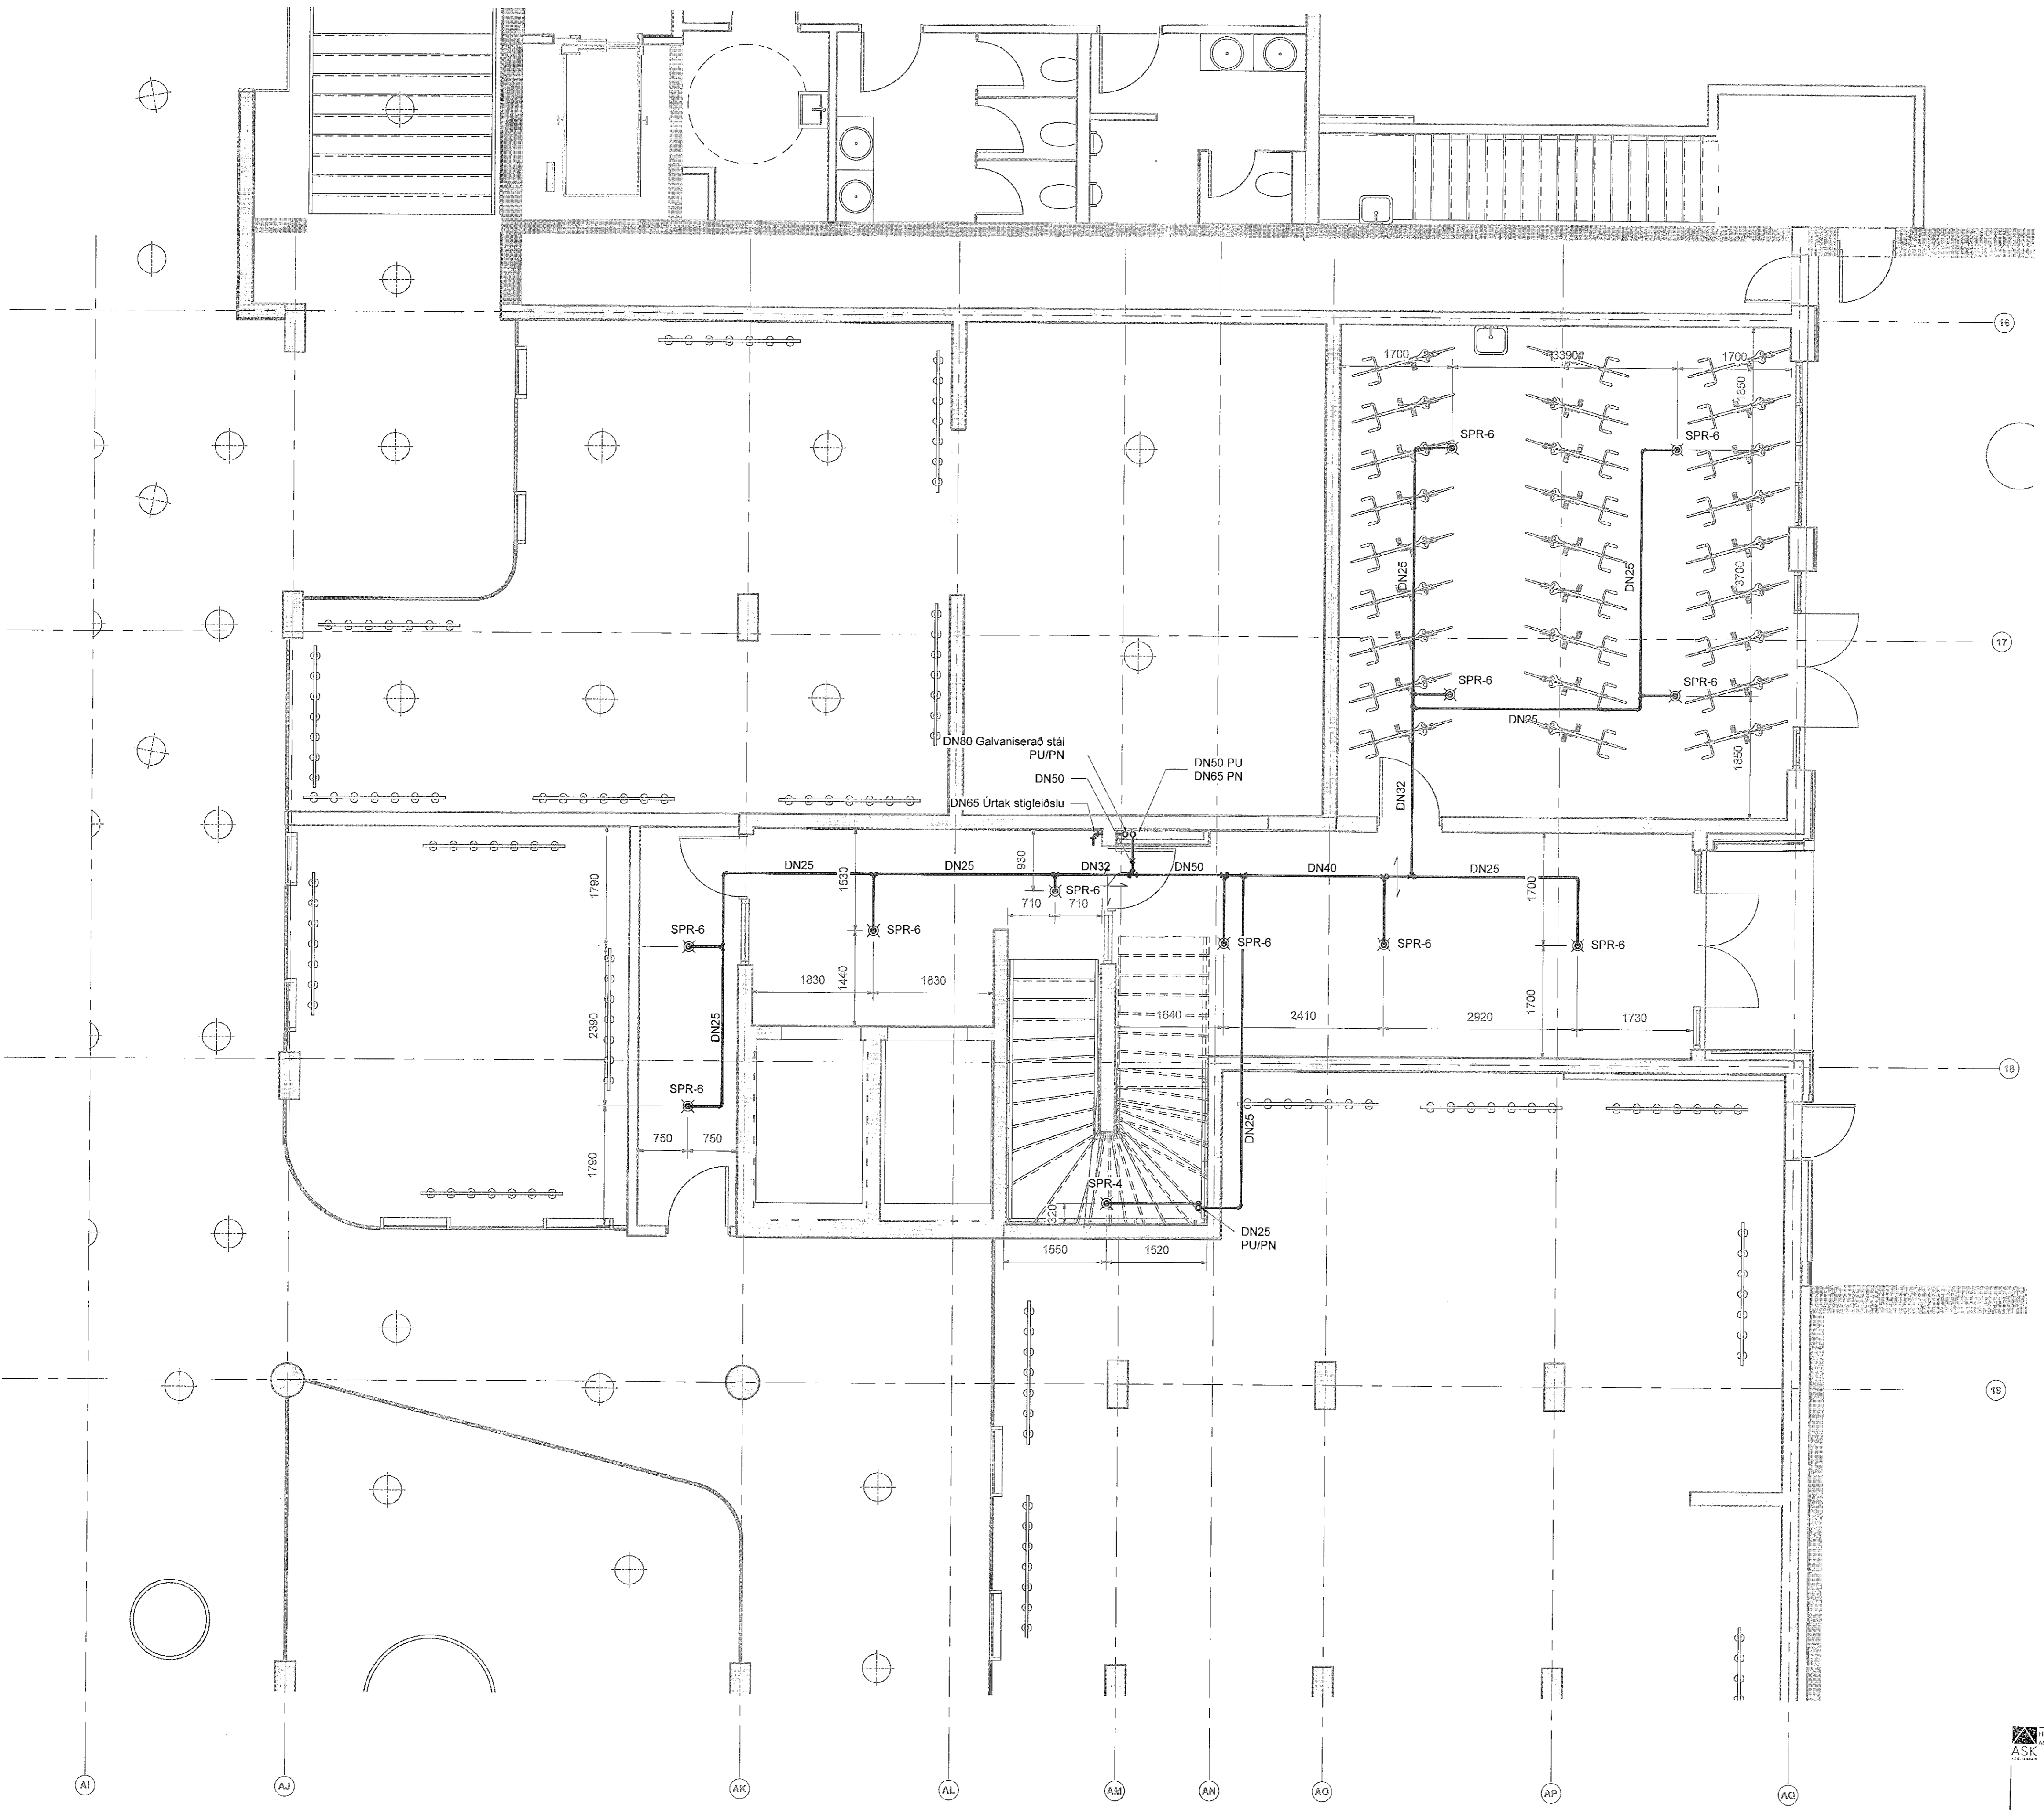 16
1700
3390
1700
1850
SPR-6
SPR-6
DN25
DN25
3700
17
SPR-6
SPR-6
DN25
DN80 Galvaniserað stál
PU/PN
DN50 PU
DN65 PN
DN50
DN65 Úrtak stigleiðslu
DN32
1850
1790
DN25
1530
DN25
930
DN32
DN50
DN40
DN25
1700
SPR-6
710
710
SPR-6
SPR-6
SPR-6
SPR-6
SPR-6
1830
1440
1830
2390
DN25
1640
2410
2920
1700
1730
18
SPR-6
750
750
1790
DN25
SPR-4
320
DN25
PU/PN
1550
1520
19
AI
AJ
AK
AL
AM
AN
AO
AP
AQ
ASK